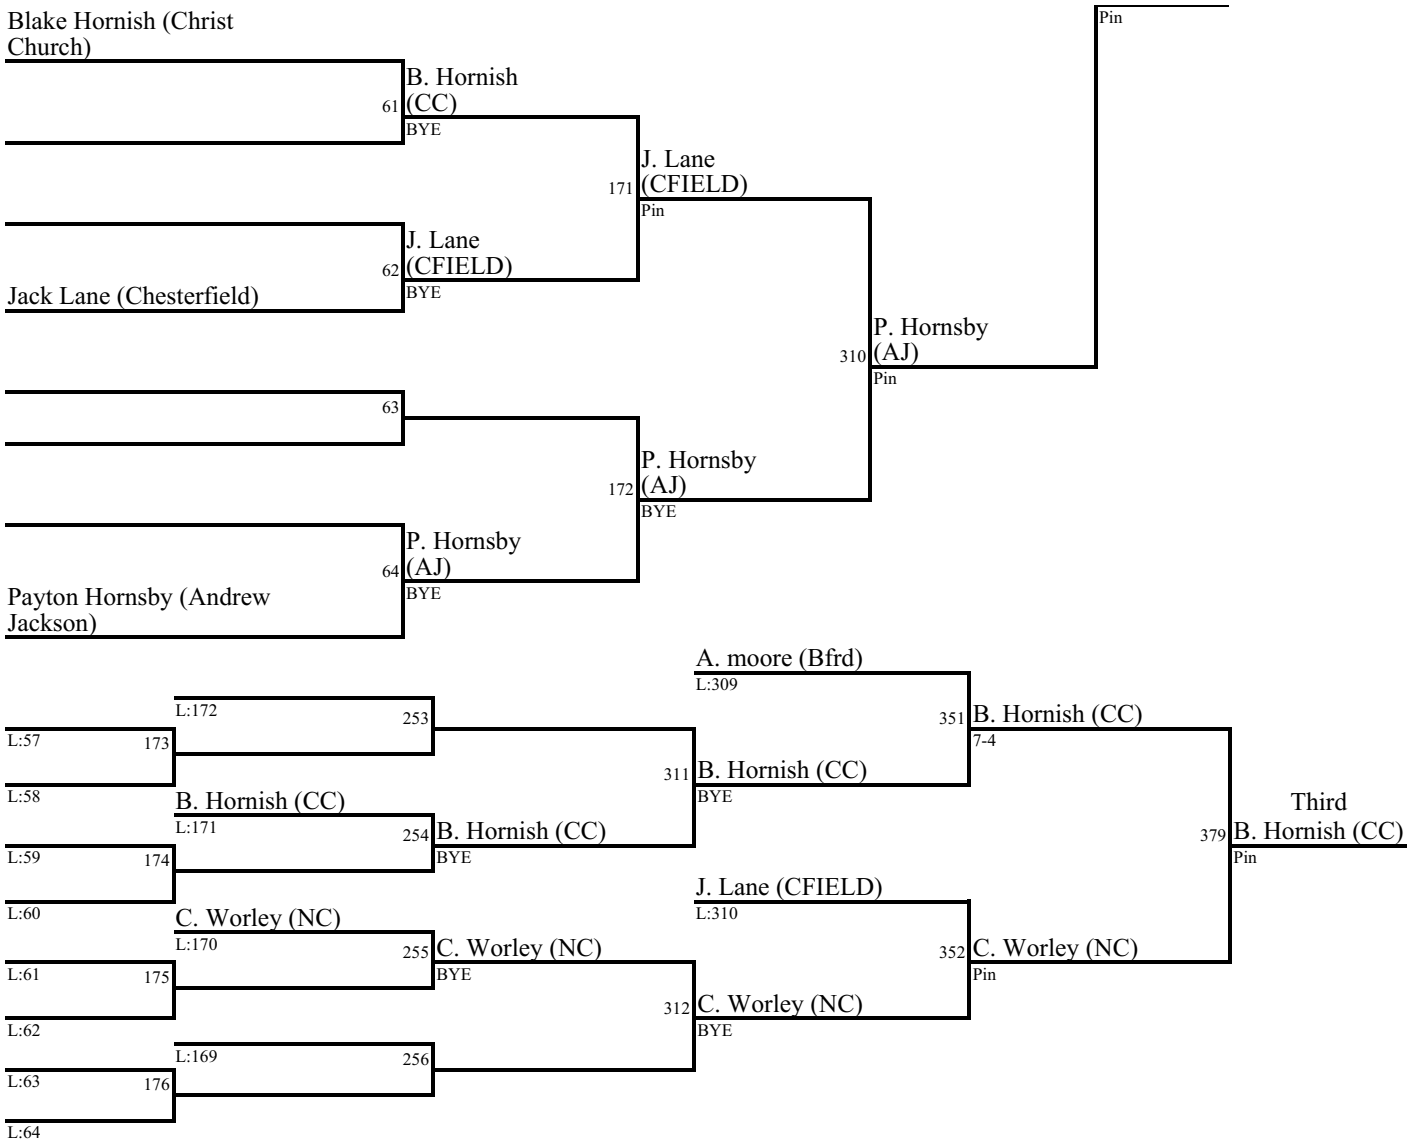 Pin
Blake Hornish (Christ
Church)
B. Hornish
61 (CC)
BYE
J. Lane
171 (CFIELD)
Pin
J. Lane
62 (CFIELD)
BYE
Jack Lane (Chesterfield)
P. Hornsby
310 (AJ)
Pin
63
P. Hornsby
172 (AJ)
BYE
P. Hornsby
64 (AJ)
BYE
Payton Hornsby (Andrew
Jackson)
A. moore (Bfrd)
L:309
L:172
253
351 B. Hornish (CC)
7-4
L:57
173
311 B. Hornish (CC)
BYE
L:58
B. Hornish (CC)
L:171
254 B. Hornish (CC)
BYE
Third
379 B. Hornish (CC)
Pin
L:59
174
J. Lane (CFIELD)
L:310
L:60
C. Worley (NC)
L:170
255 C. Worley (NC)
BYE
352 C. Worley (NC)
Pin
L:61
175
312 C. Worley (NC)
BYE
L:62
L:169
256
L:63
176
L:64